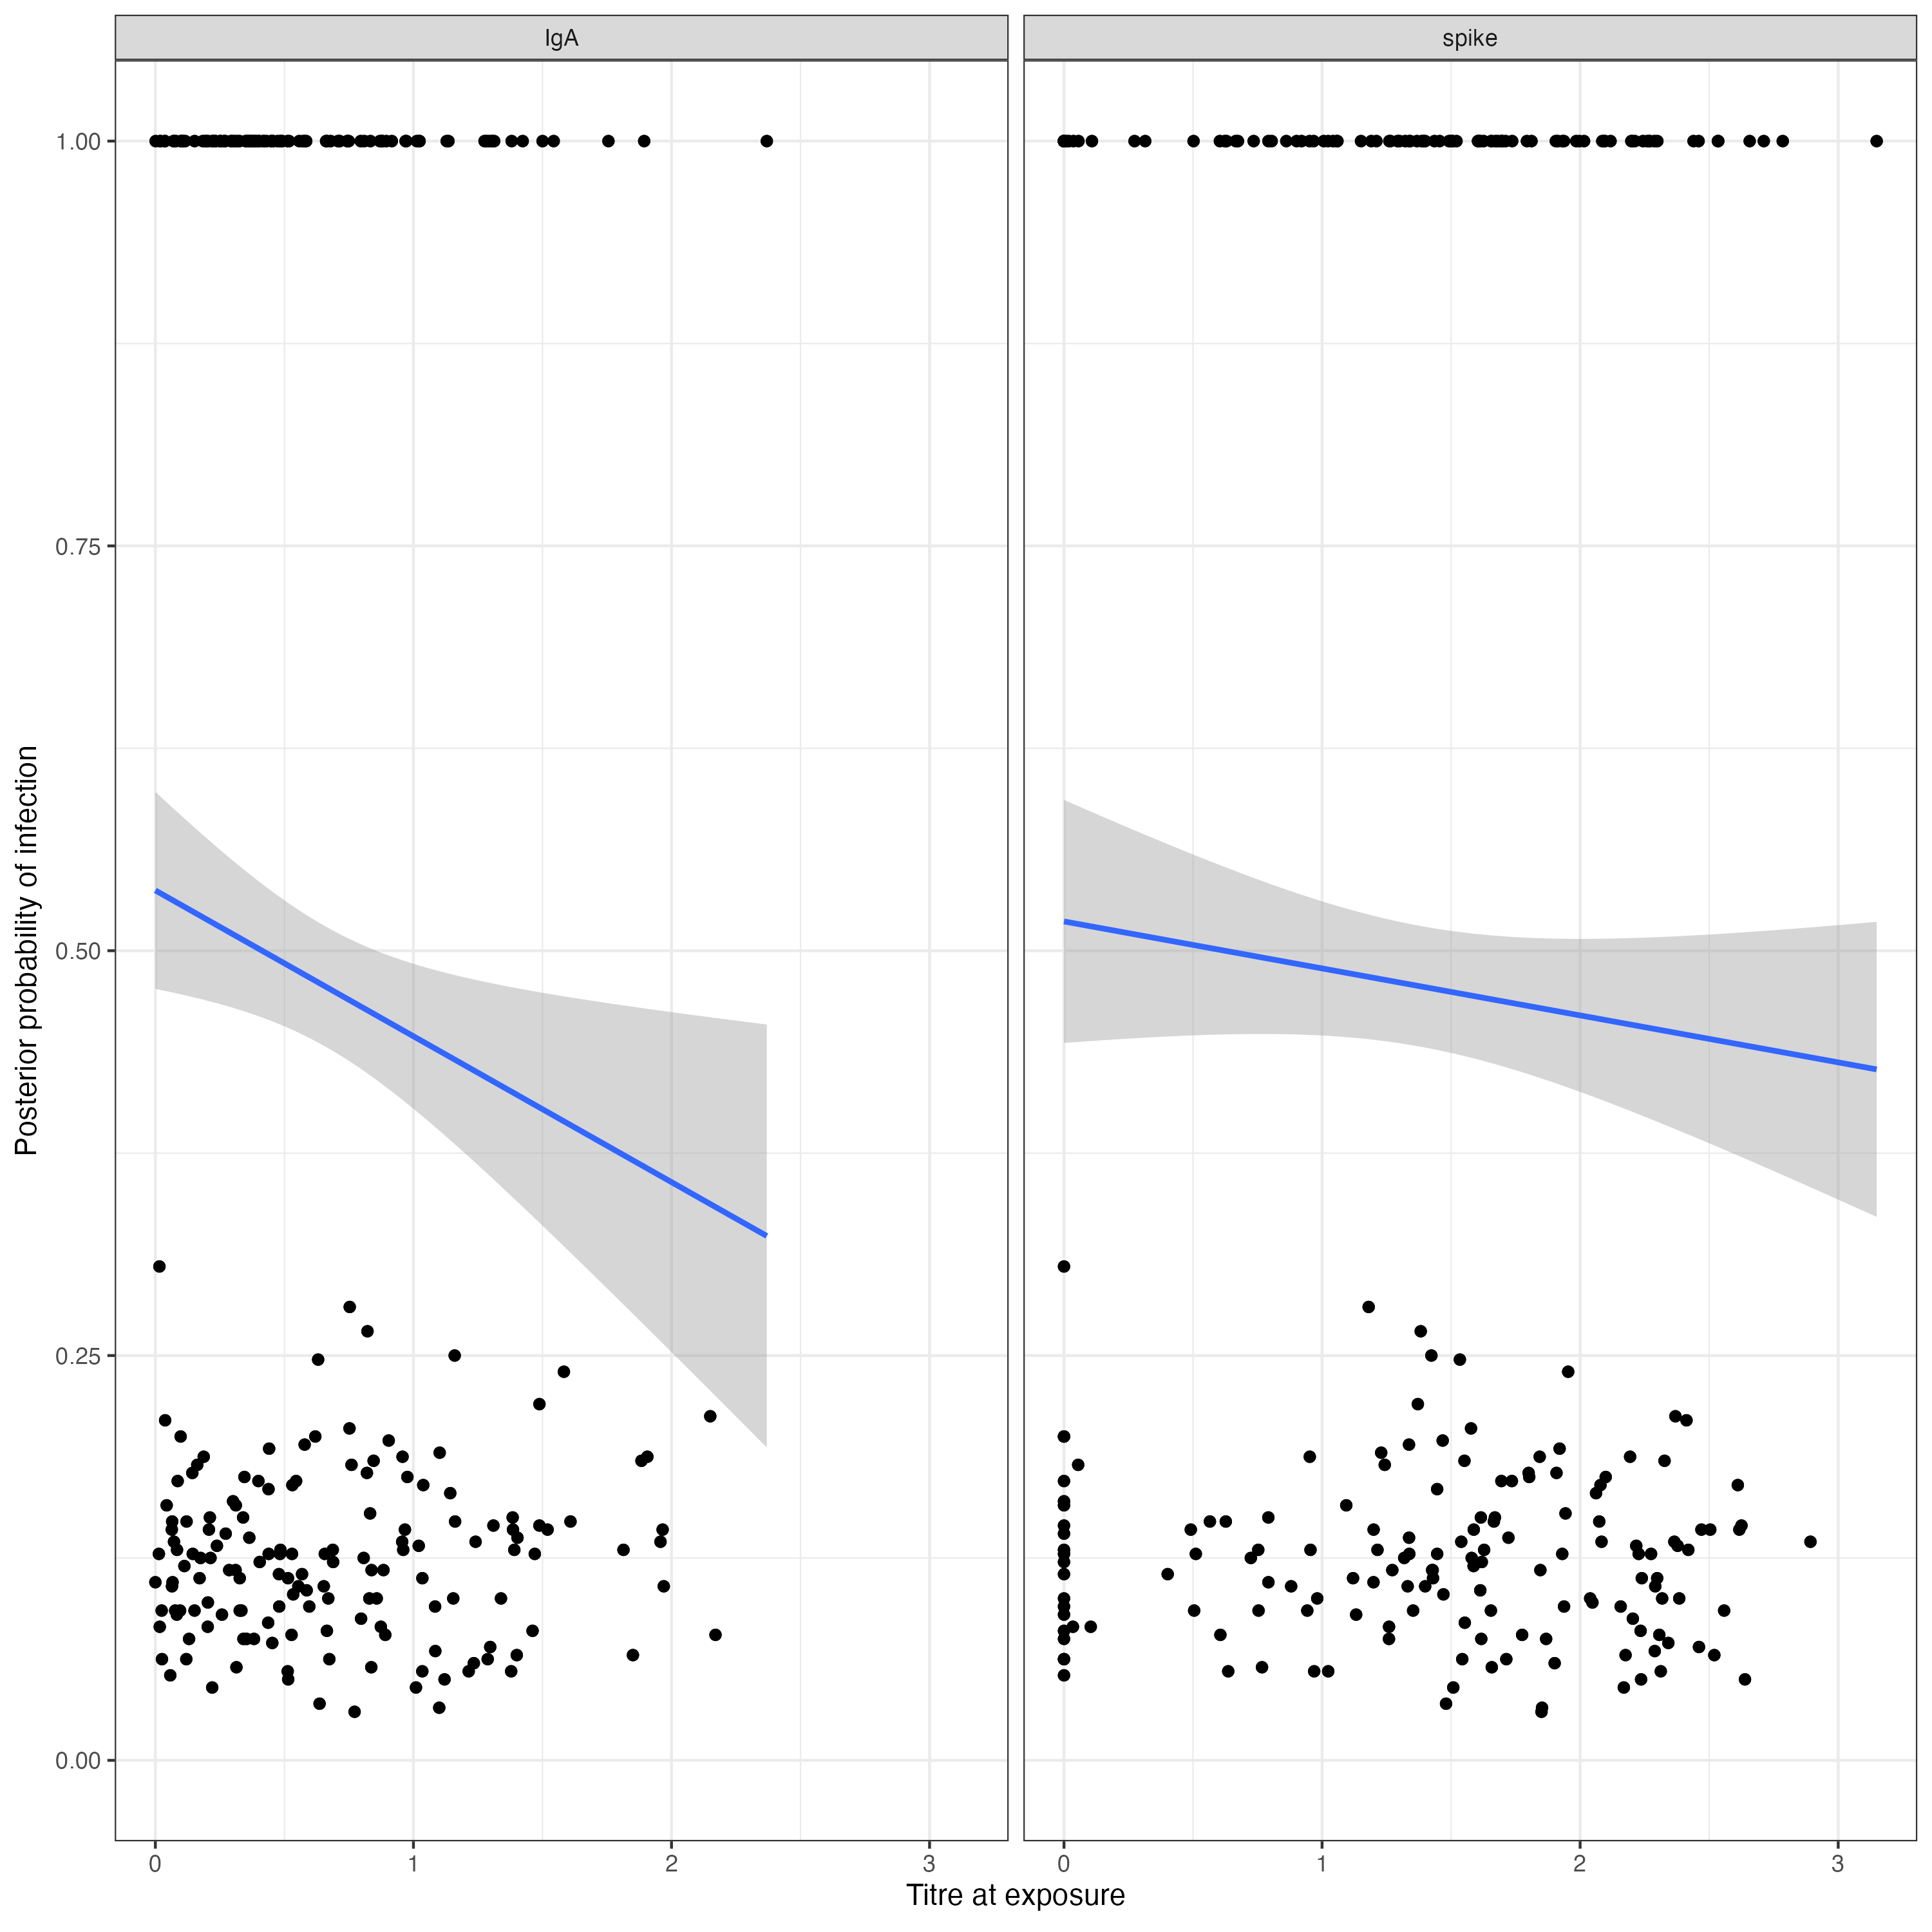 IgA
spike
Posterior probability of infection
1.00
0.75
0.50
0.25
0.00
0 1 2 3
0 1 2 3
Titre at exposure